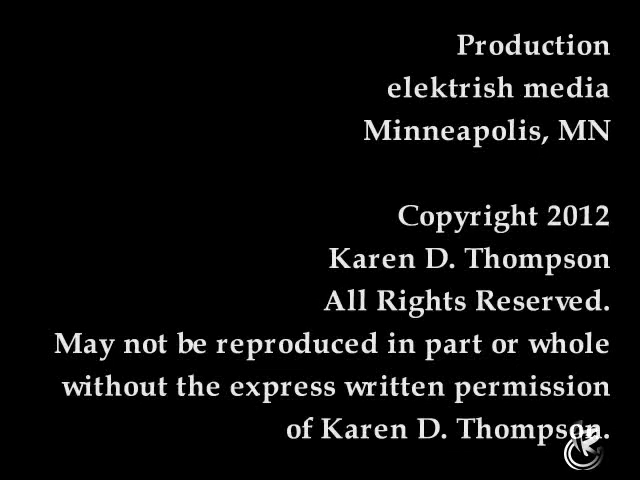 Production
elektrish media
Minneapolis, MN
Copyright 2012
Karen D. Thompson
All Rights Reserved.
May not be reproduced in part or whole
without the express written permission
of Karen D. Thompson.